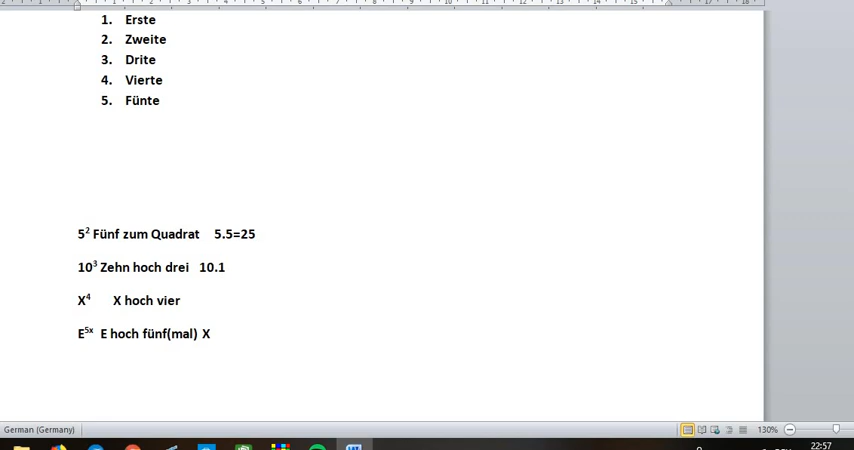 1. Erste
2. Zweite
3. Drite
4. Vierte
5. Fünte
5² Fünf zum Quadrat 5.5=25
10³ Zehn hoch drei 10.1
X⁴ X hoch vier
E⁵ˣ E hoch fünf(mal) X
German (Germany) 130%
22:57